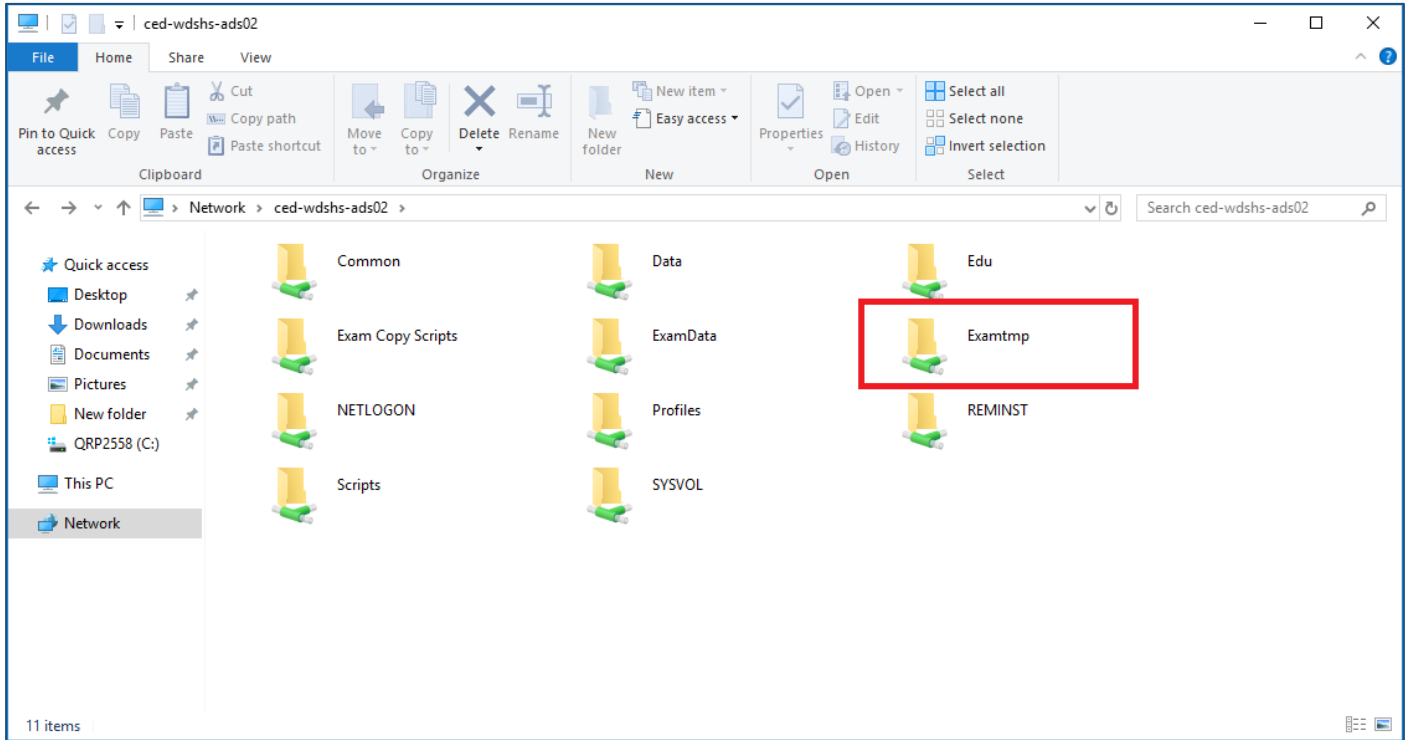 ced-wdshs-ads02
File Home Share View
Pin to Quick access
Copy
Paste
Cut
Copy path
Paste shortcut
Clipboard
Move to
Copy to
Delete
Rename
Organize
New folder
New item
Easy access
New
Properties
Open
Edit
History
Open
Select all
Select none
Invert selection
Select
Network > ced-wdshs-ads02 >
Search ced-wdshs-ads02
Quick access
Desktop
Downloads
Documents
Pictures
New folder
QRP2558 (C:)
This PC
Network
Common Data Edu
Exam Copy Scripts ExamData Examtmp
NETLOGON Profiles REMINST
Scripts SYSVOL
11 items